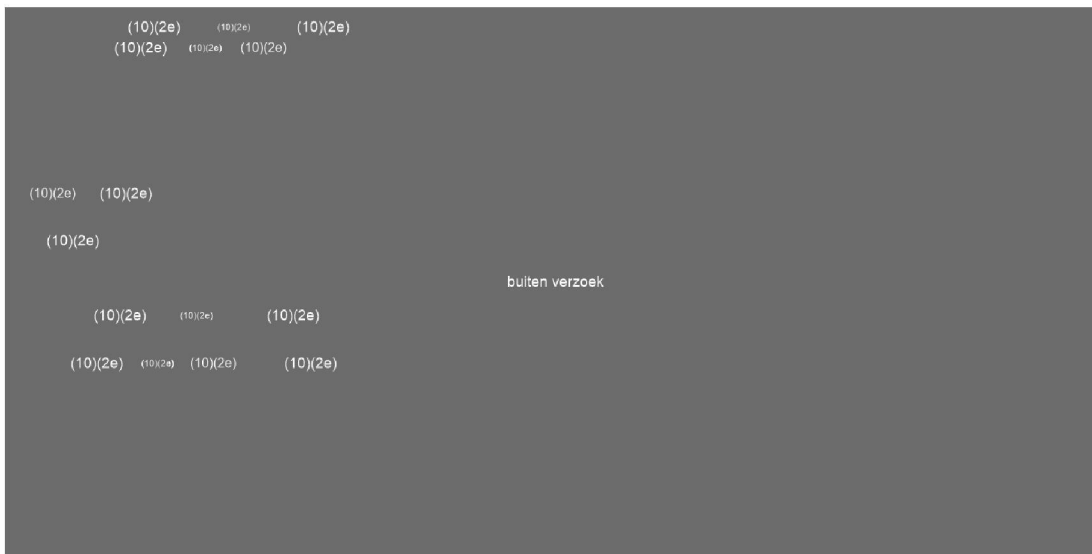 (10)(2e) (10)(2e) (10)(2e)
(10)(2e) (10)(2e) (10)(2e)
(10)(2e) (10)(2e)
(10)(2e)
buiten verzoek
(10)(2e) (10)(2e) (10)(2e)
(10)(2e) (10)(2e) (10)(2e) (10)(2e)